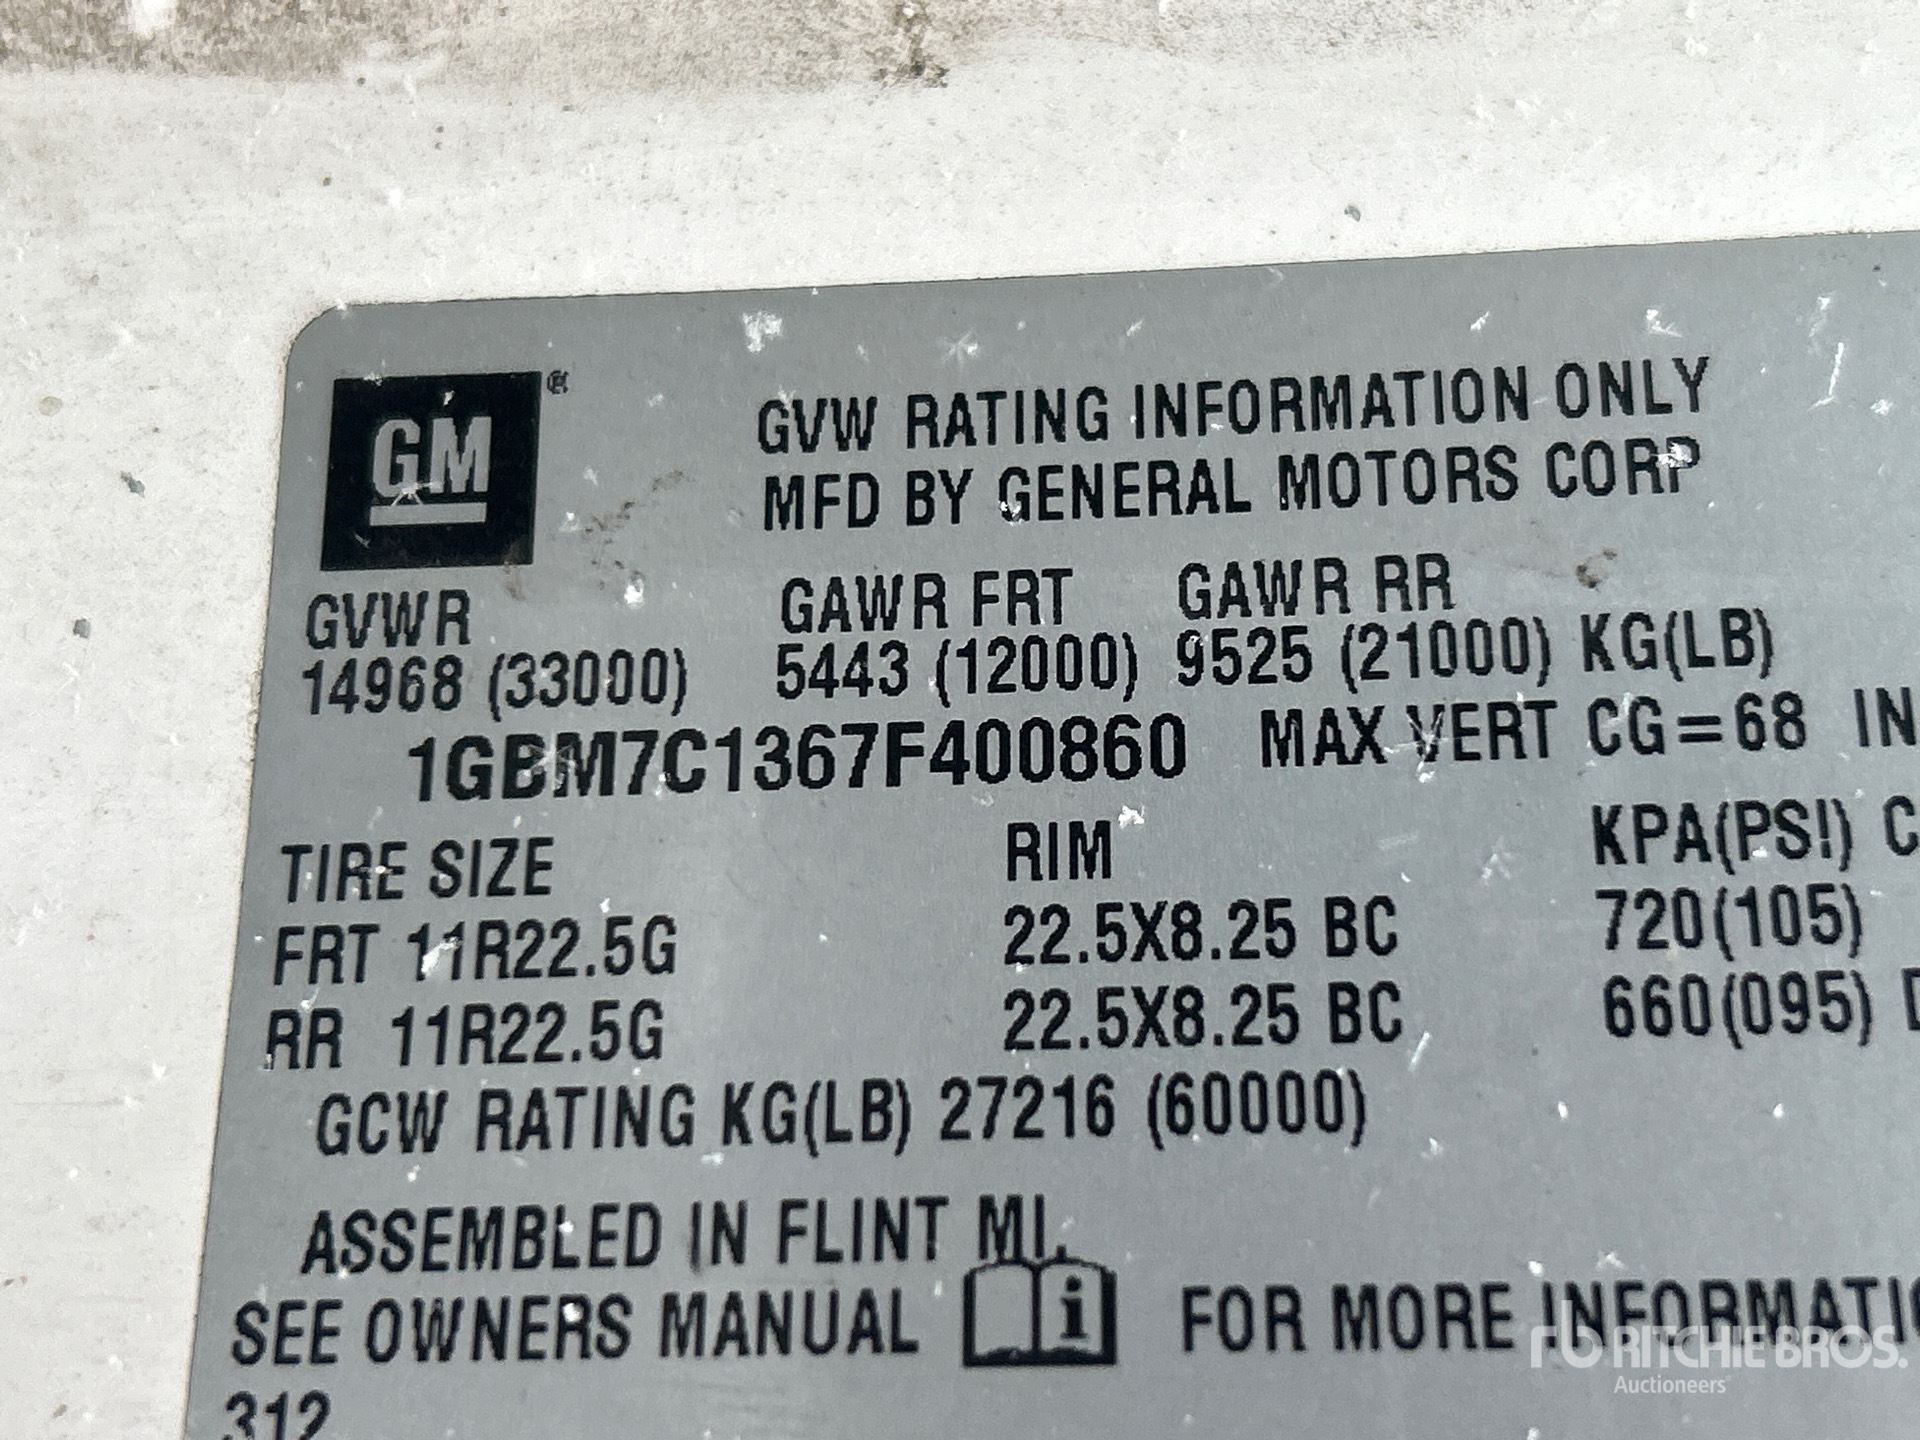 GM®
GVW RATING INFORMATION ONLY
MFD BY GENERAL MOTORS CORP
GVWR GAWR FRT GAWR RR
14968 (33000) 5443 (12000) 9525 (21000) KG(LB)
1GBM7C1367F400860 MAX VERT CG=68 IN
TIRE SIZE RIM KPA(PSI) C
FRT 11R22.5G 22.5X8.25 BC 720(105)
RR 11R22.5G 22.5X8.25 BC 660(095) D
GCW RATING KG(LB) 27216 (60000)
ASSEMBLED IN FLINT MI.
SEE OWNERS MANUAL i FOR MORE INFORMATIO
312
rb RITCHIE BROS.
Auctioneers